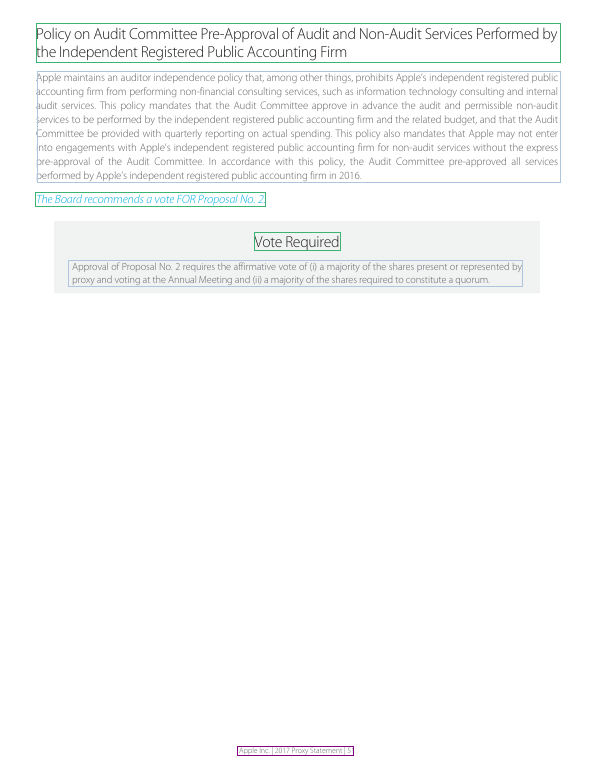 Policy on Audit Committee Pre-Approval of Audit and Non-Audit Services Performed by
the Independent Registered Public Accounting Firm
Apple maintains an auditor independence policy that, among other things, prohibits Apple's independent registered public
accounting firm from performing non-financial consulting services, such as information technology consulting and internal
audit services. This policy mandates that the Audit Committee approve in advance the audit and permissible non-audit
services to be performed by the independent registered public accounting firm and the related budget, and that the Audit
Committee be provided with quarterly reporting on actual spending. This policy also mandates that Apple may not enter
into engagements with Apple's independent registered public accounting firm for non-audit services without the express
pre-approval of the Audit Committee. In accordance with this policy, the Audit Committee pre-approved all services
performed by Apple's independent registered public accounting firm in 2016.
The Board recommends a vote FOR Proposal No. 2.
Vote Required
Approval of Proposal No. 2 requires the affirmative vote of (i) a majority of the shares present or represented by
proxy and voting at the Annual Meeting and (ii) a majority of the shares required to constitute a quorum.
Apple Inc. | 2017 Proxy Statement | 5